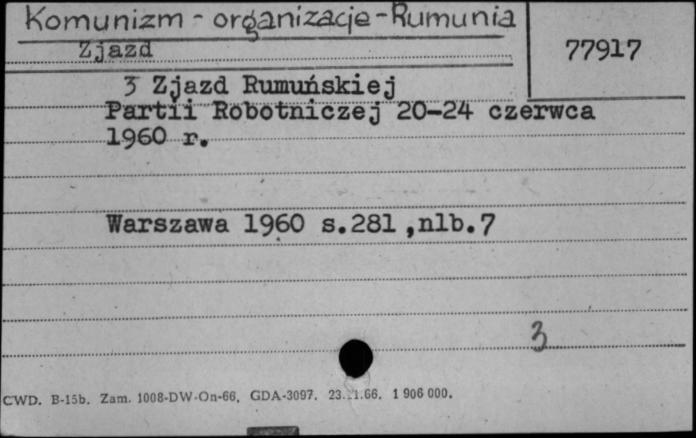 Komunizm - organizacje - Rumunia
Zjazd
77917
3 Zjazd Rumuńskiej
Partii Robotniczej 20-24 czerwca
1960 r.
Warszawa 1960 s.281 ,nlb.7
3
CWD. B-15b. Zam. 1008-DW-On-66. GDA-3097. 1 906 000.